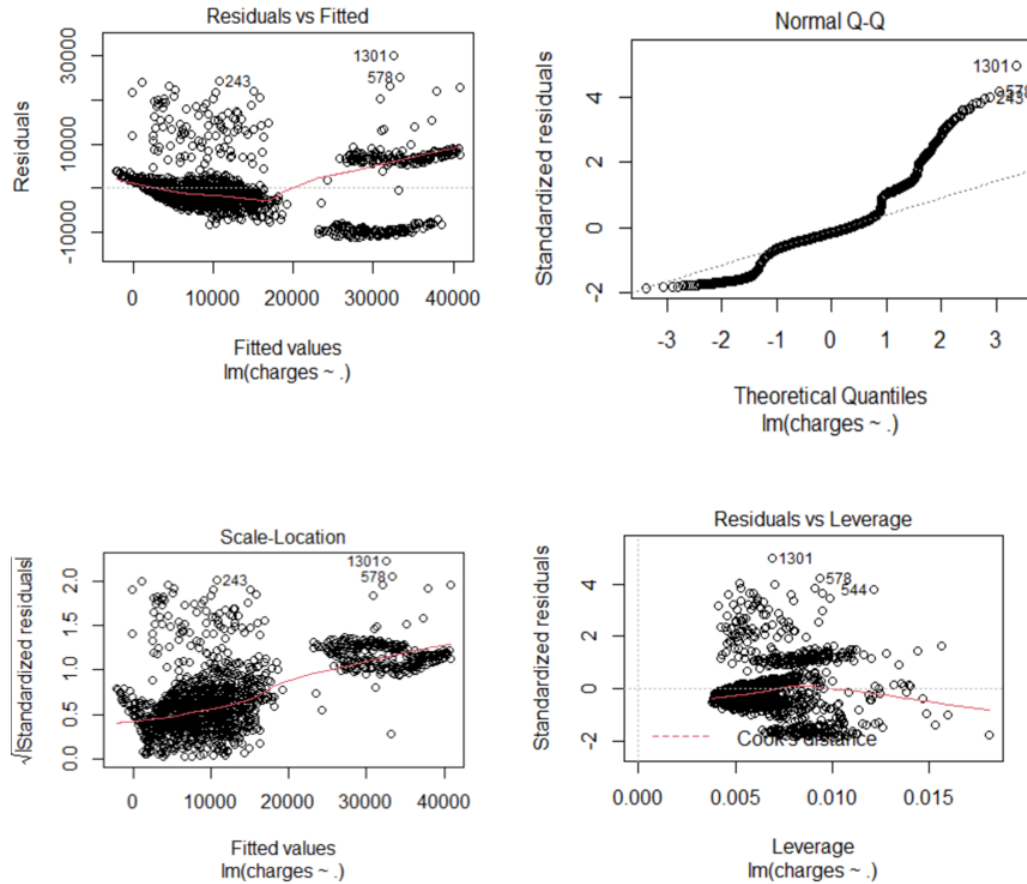 Residuals vs Fitted
Residuals
30000
10000
0
-10000
1301
578
243
0 10000 20000 30000 40000
Fitted values
lm(charges ~ .)
Normal Q-Q
Standardized residuals
4
2
0
-2
1301
578
243
-3 -2 -1 0 1 2 3
Theoretical Quantiles
lm(charges ~ .)
Scale-Location
√|Standardized residuals|
2.0
1.5
1.0
0.5
0.0
1301
578
243
0 10000 20000 30000 40000
Fitted values
lm(charges ~ .)
Residuals vs Leverage
Standardized residuals
4
2
0
-2
1301
578
544
Cook's distance
0.000 0.005 0.010 0.015
Leverage
lm(charges ~ .)